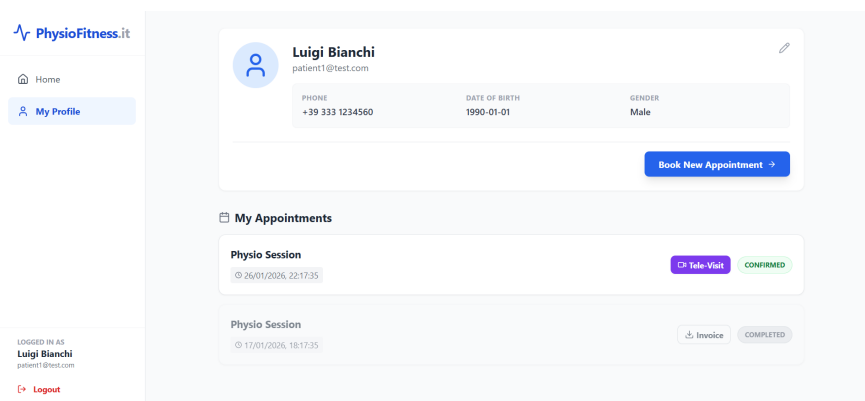 PhysioFitness.it
Home
My Profile
LOGGED IN AS
Luigi Bianchi
patient1@test.com
Logout
Luigi Bianchi
patient1@test.com
PHONE
+39 333 1234560
DATE OF BIRTH
1990-01-01
GENDER
Male
Book New Appointment →
My Appointments
Physio Session
26/01/2026, 22:17:35
Tele-Visit
CONFIRMED
Physio Session
17/01/2026, 18:17:35
Invoice
COMPLETED